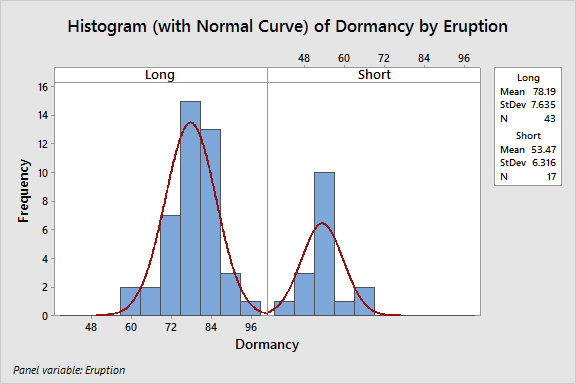 Histogram (with Normal Curve) of Dormancy by Eruption
48 60 72 84 96
Long Short
16
14
12
10
8
6
4
2
0
Frequency
48 60 72 84 96
Dormancy
Long
Mean 78.19
StDev 7.635
N 43
Short
Mean 53.47
StDev 6.316
N 17
Panel variable: Eruption